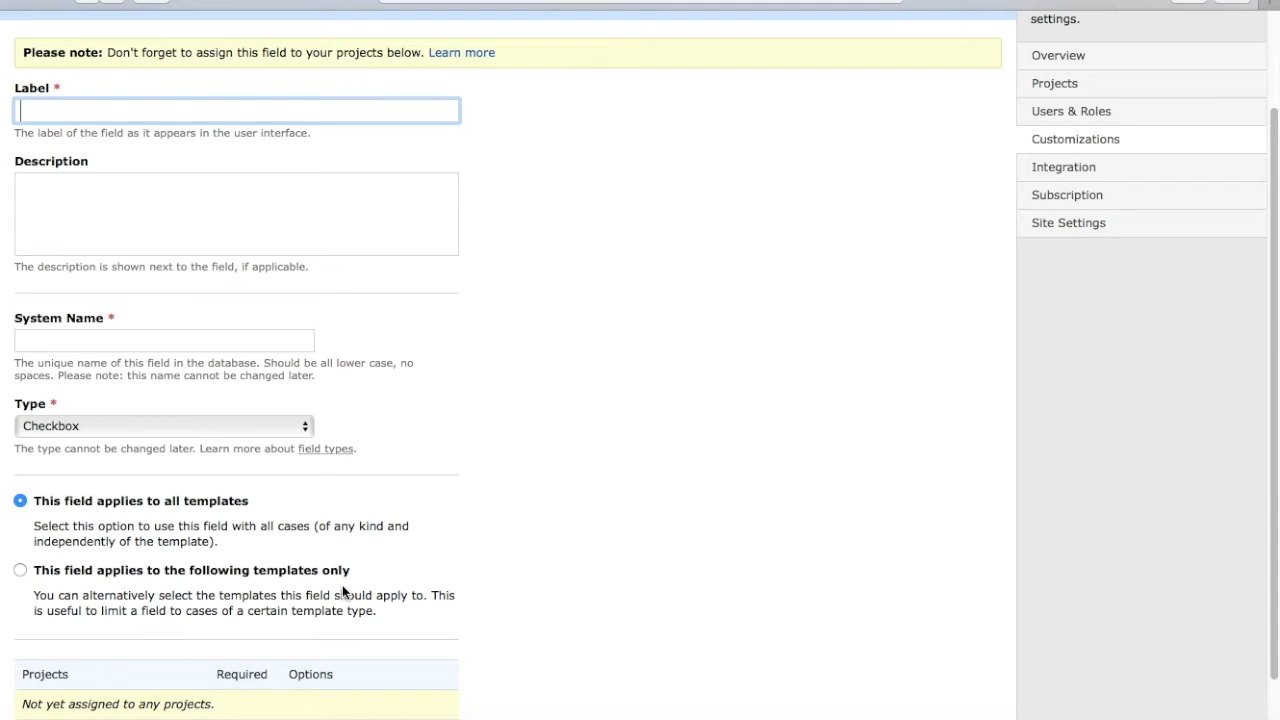 settings.
Please note: Don't forget to assign this field to your projects below. Learn more
Overview
Projects
Users & Roles
Customizations
Integration
Subscription
Site Settings
Label *
The label of the field as it appears in the user interface.
Description
The description is shown next to the field, if applicable.
System Name *
The unique name of this field in the database. Should be all lower case, no
spaces. Please note: this name cannot be changed later.
Type *
Checkbox
The type cannot be changed later. Learn more about field types.
This field applies to all templates
Select this option to use this field with all cases (of any kind and
independently of the template).
This field applies to the following templates only
You can alternatively select the templates this field should apply to. This
is useful to limit a field to cases of a certain template type.
Projects Required Options
Not yet assigned to any projects.